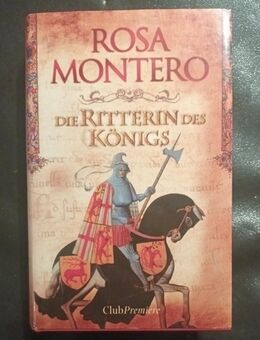 ROSA
MONTERO
DIE RITTERIN DES
KÖNIGS
ClubPremiere